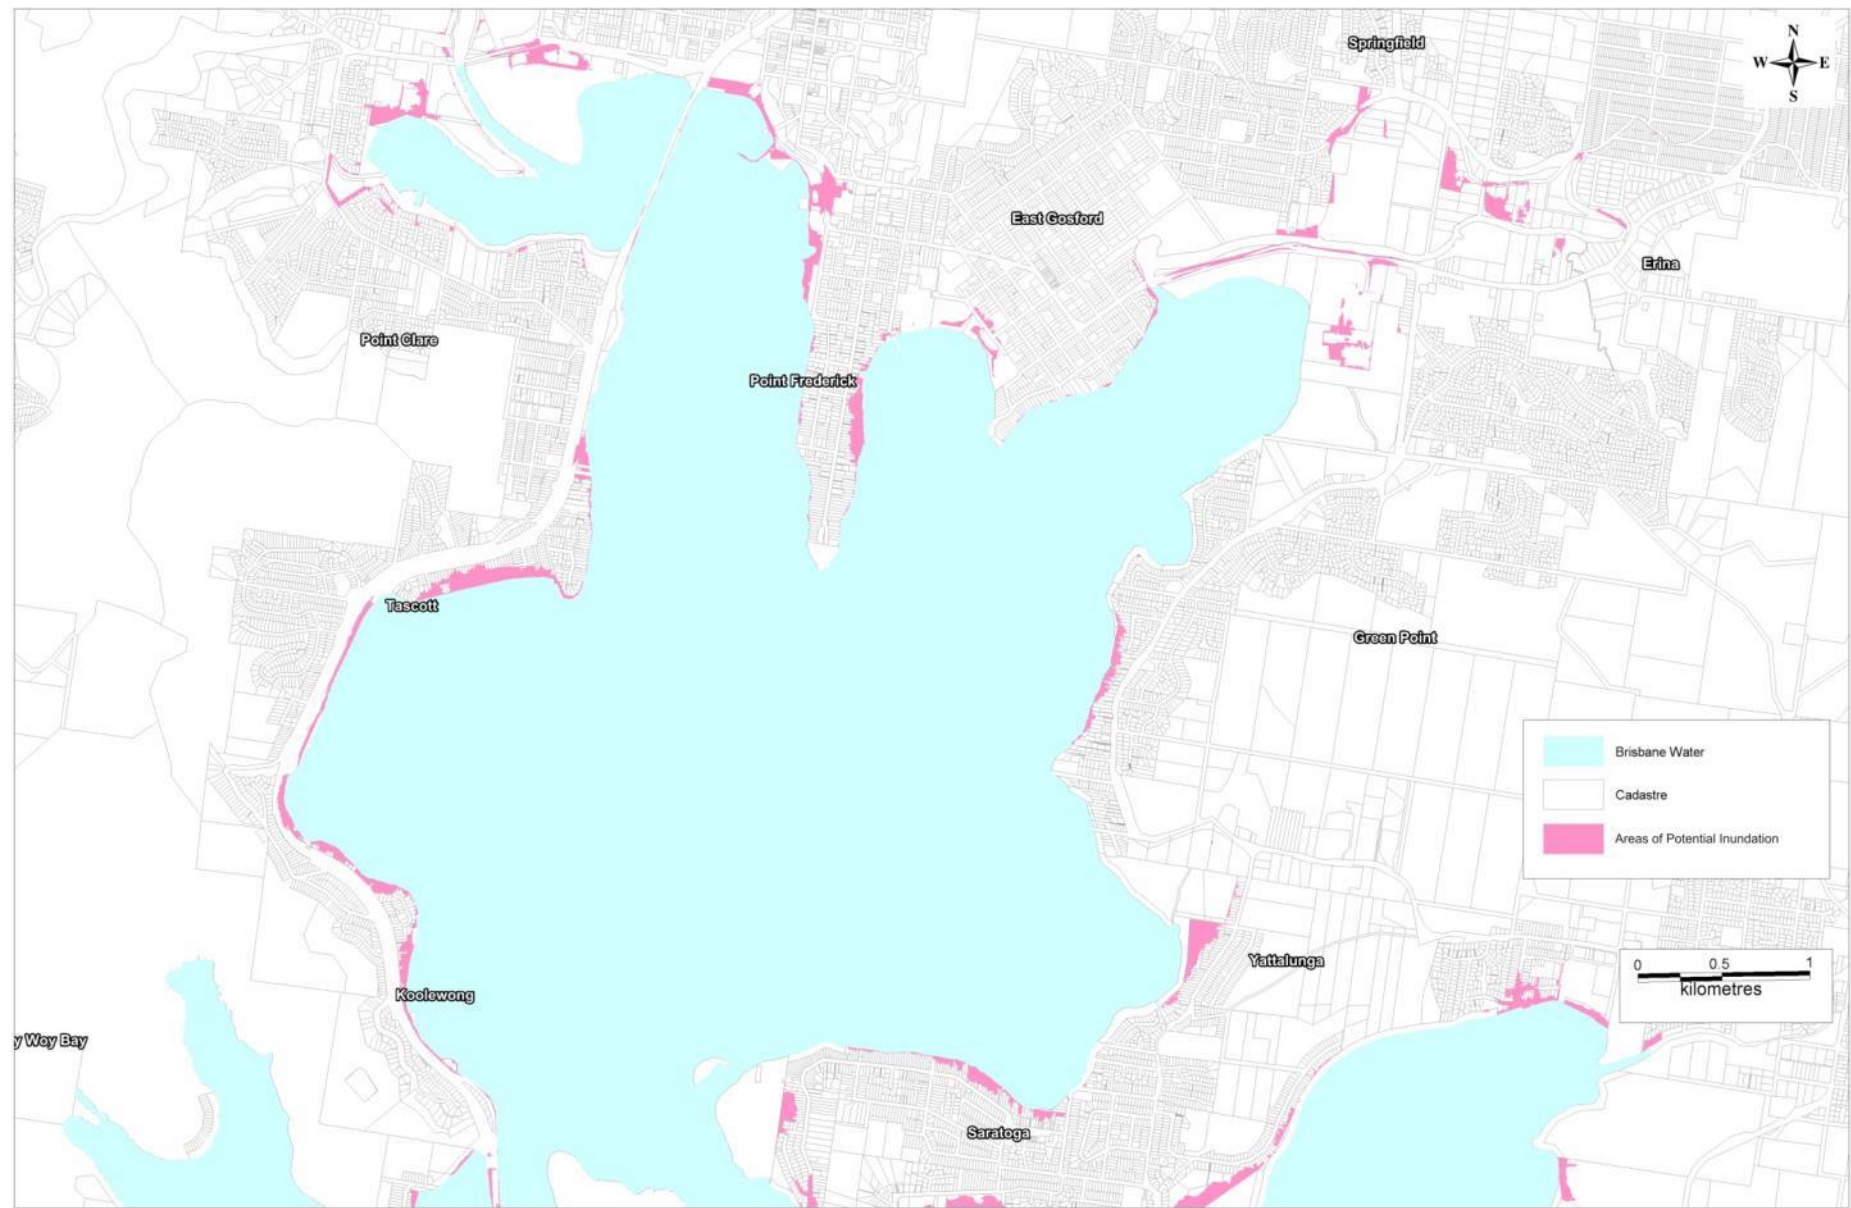 N
Springfield
W E
S
East Gosford
Erina
Point Clare
Point Frederick
Tascott
Green Point
Brisbane Water
Cadastre
Areas of Potential Inundation
Yattalunga
0 0.5 1
kilometres
Koolewong
y Woy Bay
Saratoga